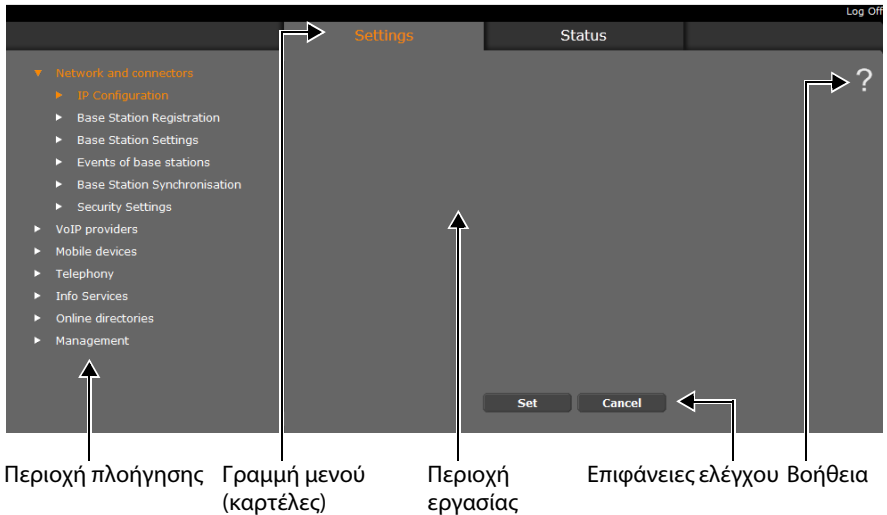 Log Off
Settings
Status
Network and connectors
IP Configuration
Base Station Registration
Base Station Settings
Events of base stations
Base Station Synchronisation
Security Settings
VoIP providers
Mobile devices
Telephony
Info Services
Online directories
Management
?
Set
Cancel
Περιοχή πλοήγησης
Γραμμή μενού
(καρτέλες)
Περιοχή
εργασίας
Επιφάνειες ελέγχου
Βοήθεια